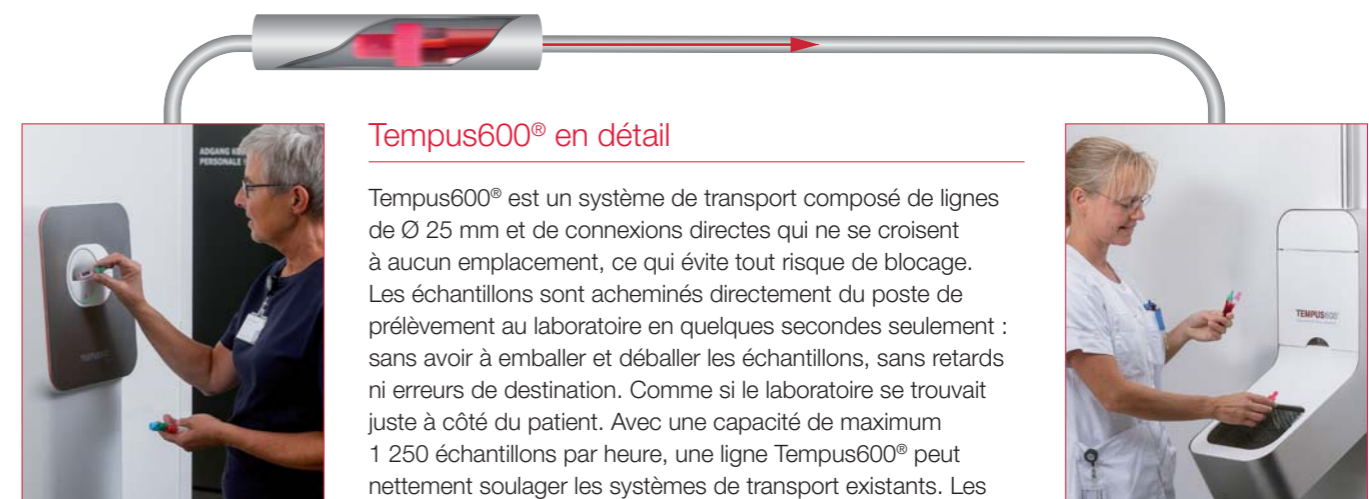 Tempus600® en détail
ADGANG
PERSONALE
Tempus600® est un système de transport composé de lignes
de Ø 25 mm et de connexions directes qui ne se croisent
à aucun emplacement, ce qui évite tout risque de blocage.
Les échantillons sont acheminés directement du poste de
prélèvement au laboratoire en quelques secondes seulement :
sans avoir à emballer et déballer les échantillons, sans retards
ni erreurs de destination. Comme si le laboratoire se trouvait
juste à côté du patient. Avec une capacité de maximum
1 250 échantillons par heure, une ligne Tempus600® peut
nettement soulager les systèmes de transport existants. Les
TEMPUS600®